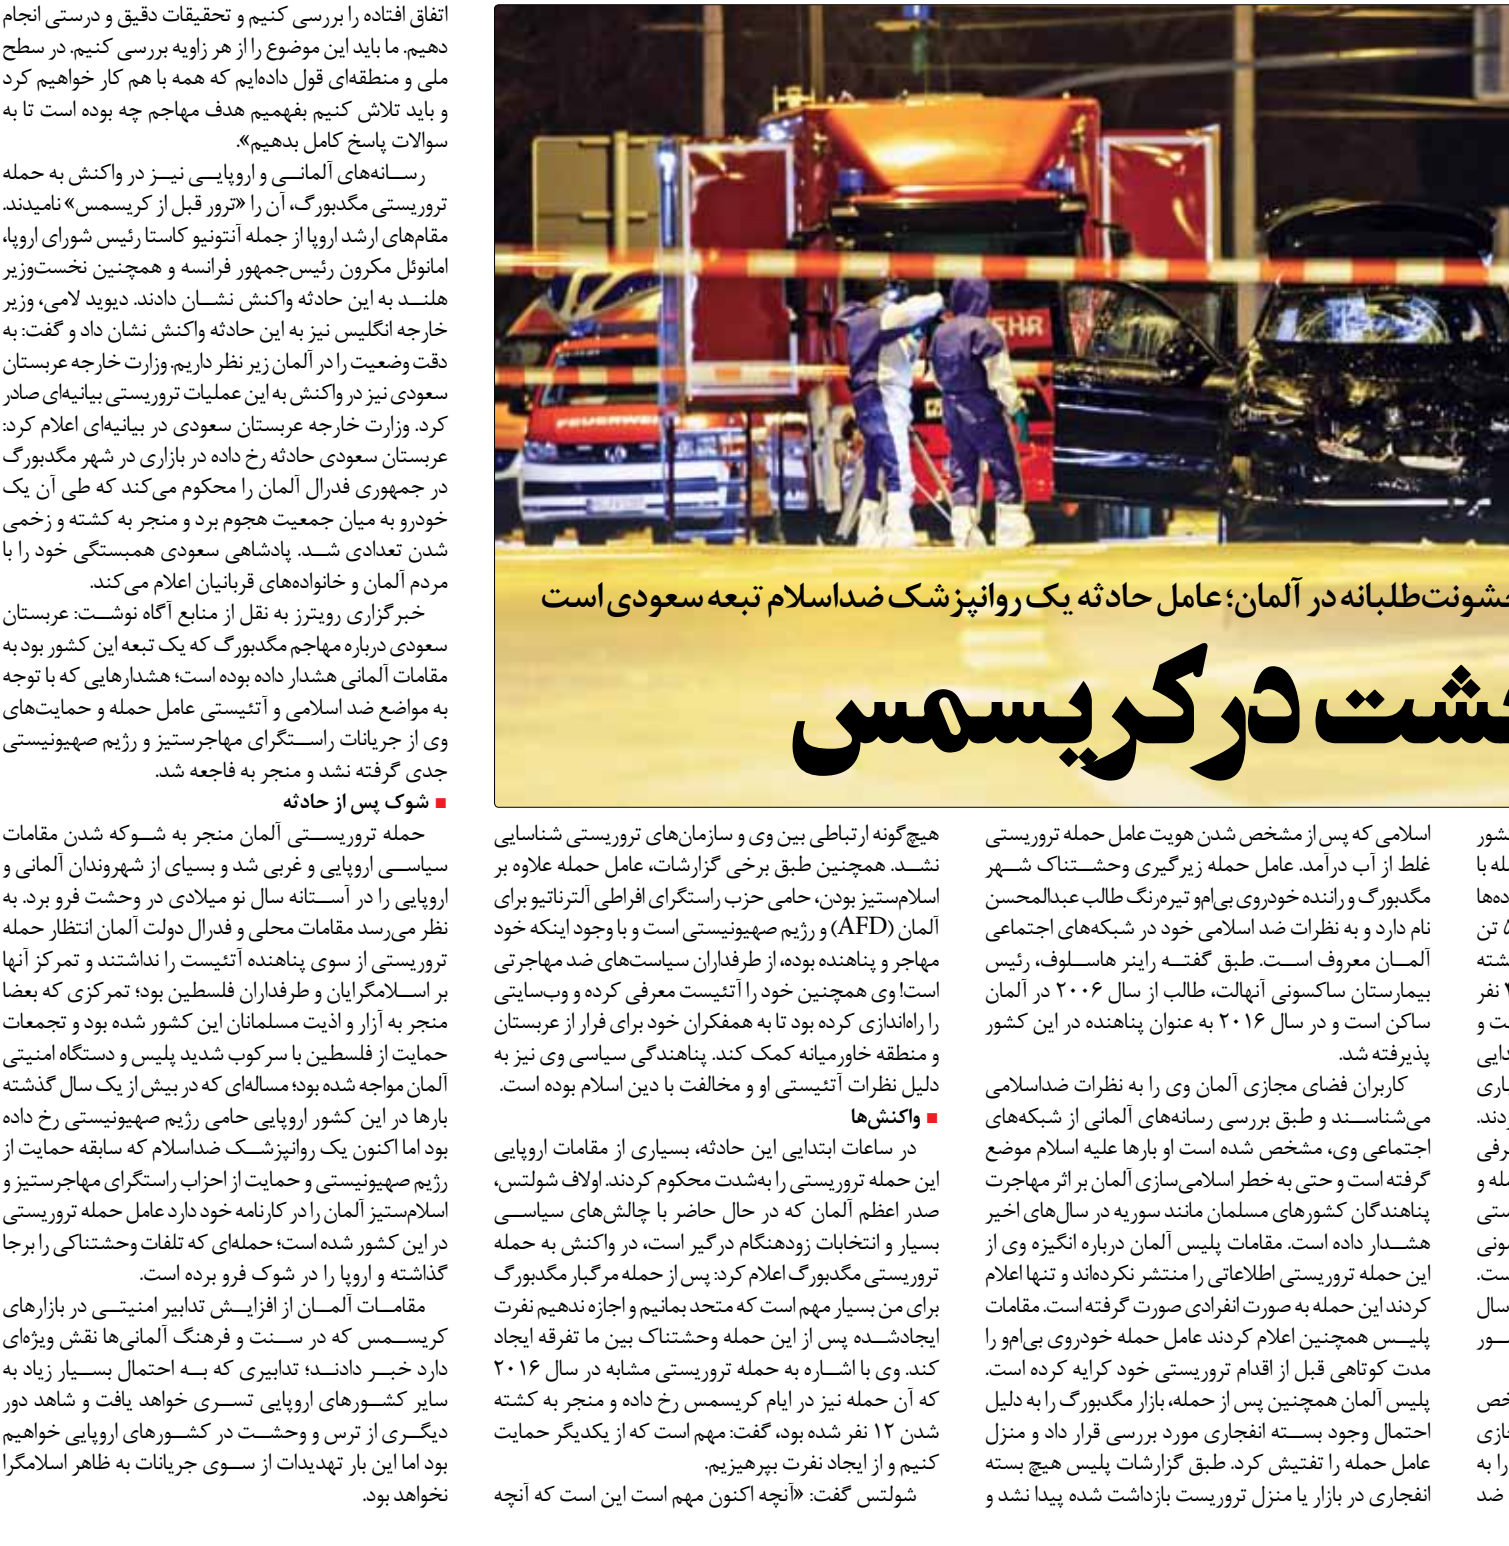 خشونت‌طلبانه در آلمان؛ عامل حادثه یک روانپزشک ضداسلام تبعه سعودی است
در کریسمس
FEUERWEHR
EHR
کشور
مله با
ده‌ها
۵ تن
شته
نفر
ت و
دایی
باری
ردند.
رفی
مله و
ستی
ونی
ست.
سال
ـور
خص
جازی
را به
ضد
اسلامی که پس از مشخص شدن هویت عامل حمله تروریستی
غلط از آب درآمد. عامل حمله زیرگیری وحشتناک شهر
مگدبورگ و راننده خودروی بی‌ام‌و تیره‌رنگ طالب عبدالمحسن
نام دارد و به نظرات ضد اسلامی خود در شبکه‌های اجتماعی
آلمان معروف است. طبق گفته راینر هاسلوف، رئیس
بیمارستان ساکسونی آنهالت، طالب از سال ۲۰۰۶ در آلمان
ساکن است و در سال ۲۰۱۶ به عنوان پناهنده در این کشور
پذیرفته شد.
کاربران فضای مجازی آلمان وی را به نظرات ضداسلامی
می‌شناسند و طبق بررسی رسانه‌های آلمانی از شبکه‌های
اجتماعی وی، مشخص شده است او بارها علیه اسلام موضع
گرفته است و حتی به خطر اسلامی‌سازی آلمان بر اثر مهاجرت
پناهندگان کشورهای مسلمان مانند سوریه در سال‌های اخیر
هشدار داده است. مقامات پلیس آلمان درباره انگیزه وی از
این حمله تروریستی اطلاعاتی را منتشر نکرده‌اند و تنها اعلام
کردند این حمله به صورت انفرادی صورت گرفته است. مقامات
پلیس همچنین اعلام کردند عامل حمله خودروی بی‌ام‌و را
مدت کوتاهی قبل از اقدام تروریستی خود کرایه کرده است.
پلیس آلمان همچنین پس از حمله، بازار مگدبورگ را به دلیل
احتمال وجود بسته انفجاری مورد بررسی قرار داد و منزل
عامل حمله را تفتیش کرد. طبق گزارشات پلیس هیچ بسته
انفجاری در بازار یا منزل تروریست بازداشت شده پیدا نشد و
هیچ‌گونه ارتباطی بین وی و سازمان‌های تروریستی شناسایی
نشد. همچنین طبق برخی گزارشات، عامل حمله علاوه بر
اسلام‌ستیز بودن، حامی حزب راستگرای افراطی آلترناتیو برای
آلمان (AFD) و رژیم صهیونیستی است و با وجود اینکه خود
مهاجر و پناهنده بوده، از طرفداران سیاست‌های ضد مهاجرتی
است! وی همچنین خود را آتئیست معرفی کرده و وب‌سایتی
را راه‌اندازی کرده بود تا به همفکران خود برای فرار از عربستان
و منطقه خاورمیانه کمک کند. پناهندگی سیاسی وی نیز به
دلیل نظرات آتئیستی او و مخالفت با دین اسلام بوده است.
■ واکنش‌ها
در ساعات ابتدایی این حادثه، بسیاری از مقامات اروپایی
این حمله تروریستی را به‌شدت محکوم کردند. اولاف شولتس،
صدر اعظم آلمان که در حال حاضر با چالش‌های سیاسی
بسیار و انتخابات زودهنگام درگیر است، در واکنش به حمله
تروریستی مگدبورگ اعلام کرد: پس از حمله مرگبار مگدبورگ
برای من بسیار مهم است که متحد بمانیم و اجازه ندهیم نفرت
ایجادشده پس از این حمله وحشتناک بین ما تفرقه ایجاد
کند. وی با اشاره به حمله تروریستی مشابه در سال ۲۰۱۶
که آن حمله نیز در ایام کریسمس رخ داده و منجر به کشته
شدن ۱۲ نفر شده بود، گفت: مهم است که از یکدیگر حمایت
کنیم و از ایجاد نفرت بپرهیزیم.
شولتس گفت: «آنچه اکنون مهم است این است که آنچه
اتفاق افتاده را بررسی کنیم و تحقیقات دقیق و درستی انجام
دهیم. ما باید این موضوع را از هر زاویه بررسی کنیم. در سطح
ملی و منطقه‌ای قول داده‌ایم که همه با هم کار خواهیم کرد
و باید تلاش کنیم بفهمیم هدف مهاجم چه بوده است تا به
سوالات پاسخ کامل بدهیم».
رسانه‌های آلمانی و اروپایی نیز در واکنش به حمله
تروریستی مگدبورگ، آن را «ترور قبل از کریسمس» نامیدند.
مقام‌های ارشد اروپا از جمله آنتونیو کاستا رئیس شورای اروپا،
امانوئل مکرون رئیس‌جمهور فرانسه و همچنین نخست‌وزیر
هلند به این حادثه واکنش نشان دادند. دیوید لامی، وزیر
خارجه انگلیس نیز به این حادثه واکنش نشان داد و گفت: به
دقت وضعیت را در آلمان زیر نظر داریم. وزارت خارجه عربستان
سعودی نیز در واکنش به این عملیات تروریستی بیانیه‌ای صادر
کرد. وزارت خارجه عربستان سعودی در بیانیه‌ای اعلام کرد:
عربستان سعودی حادثه رخ داده در بازاری در شهر مگدبورگ
در جمهوری فدرال آلمان را محکوم می‌کند که طی آن یک
خودرو به میان جمعیت هجوم برد و منجر به کشته و زخمی
شدن تعدادی شد. پادشاهی سعودی همبستگی خود را با
مردم آلمان و خانواده‌های قربانیان اعلام می‌کند.
خبرگزاری رویترز به نقل از منابع آگاه نوشت: عربستان
سعودی درباره مهاجم مگدبورگ که یک تبعه این کشور بود به
مقامات آلمانی هشدار داده بوده است؛ هشدارهایی که با توجه
به مواضع ضد اسلامی و آتئیستی عامل حمله و حمایت‌های
وی از جریانات راستگرای مهاجرستیز و رژیم صهیونیستی
جدی گرفته نشد و منجر به فاجعه شد.
■ شوک پس از حادثه
حمله تروریستی آلمان منجر به شوکه شدن مقامات
سیاسی اروپایی و غربی شد و بسیای از شهروندان آلمانی و
اروپایی را در آستانه سال نو میلادی در وحشت فرو برد. به
نظر می‌رسد مقامات محلی و فدرال دولت آلمان انتظار حمله
تروریستی از سوی پناهنده آتئیست را نداشتند و تمرکز آنها
بر اسلامگرایان و طرفداران فلسطین بود؛ تمرکزی که بعضا
منجر به آزار و اذیت مسلمانان این کشور شده بود و تجمعات
حمایت از فلسطین با سرکوب شدید پلیس و دستگاه امنیتی
آلمان مواجه شده بود؛ مساله‌ای که در بیش از یک سال گذشته
بارها در این کشور اروپایی حامی رژیم صهیونیستی رخ داده
بود اما اکنون یک روانپزشک ضداسلام که سابقه حمایت از
رژیم صهیونیستی و حمایت از احزاب راستگرای مهاجرستیز و
اسلام‌ستیز آلمان را در کارنامه خود دارد عامل حمله تروریستی
در این کشور شده است؛ حمله‌ای که تلفات وحشتناکی را برجا
گذاشته و اروپا را در شوک فرو برده است.
مقامات آلمان از افزایش تدابیر امنیتی در بازارهای
کریسمس که در سنت و فرهنگ آلمانی‌ها نقش ویژه‌ای
دارد خبر دادند؛ تدابیری که به احتمال بسیار زیاد به
سایر کشورهای اروپایی تسری خواهد یافت و شاهد دور
دیگری از ترس و وحشت در کشورهای اروپایی خواهیم
بود اما این بار تهدیدات از سوی جریانات به ظاهر اسلامگرا
نخواهد بود.